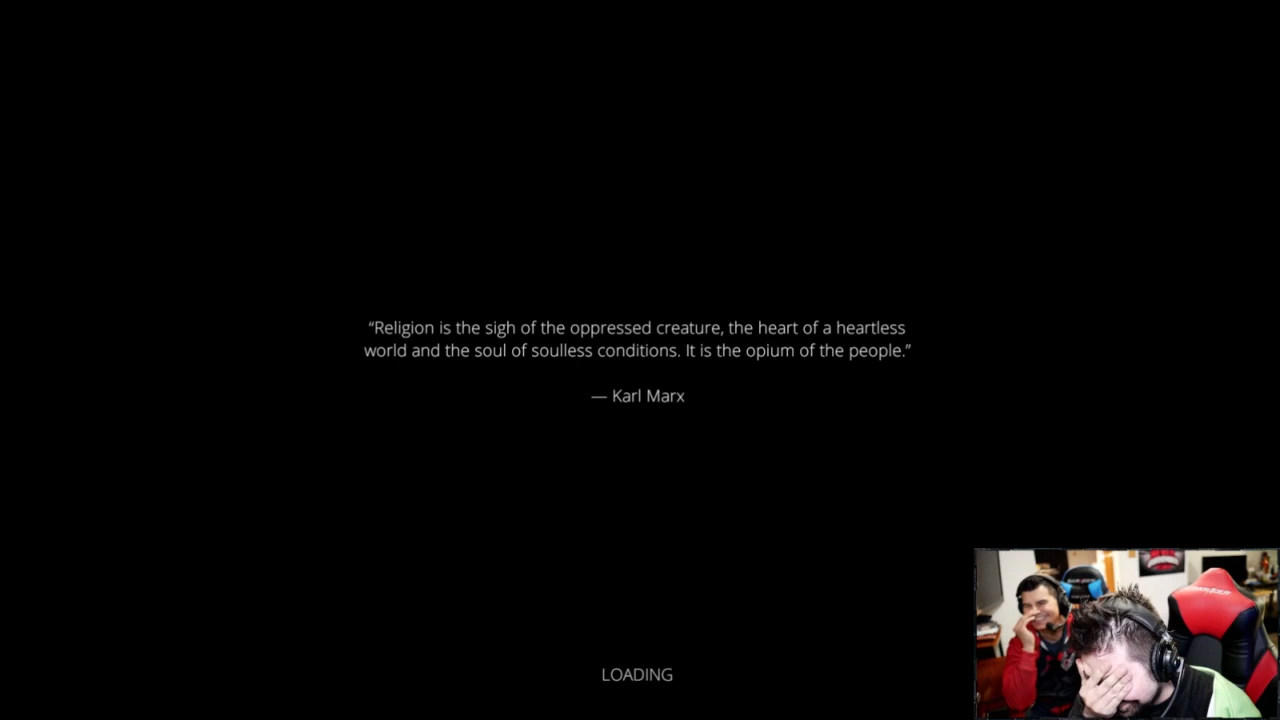 “Religion is the sigh of the oppressed creature, the heart of a heartless
world and the soul of soulless conditions. It is the opium of the people.”
— Karl Marx
LOADING